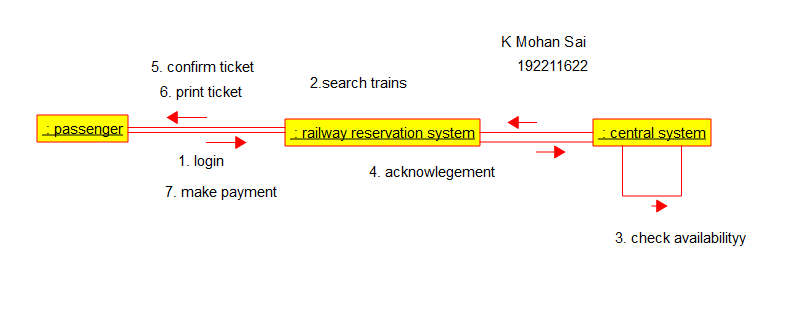 K Mohan Sai
192211622
5. confirm ticket
6. print ticket
2.search trains
: passenger
: railway reservation system
: central system
1. login
7. make payment
4. acknowlegement
3. check availabilityy